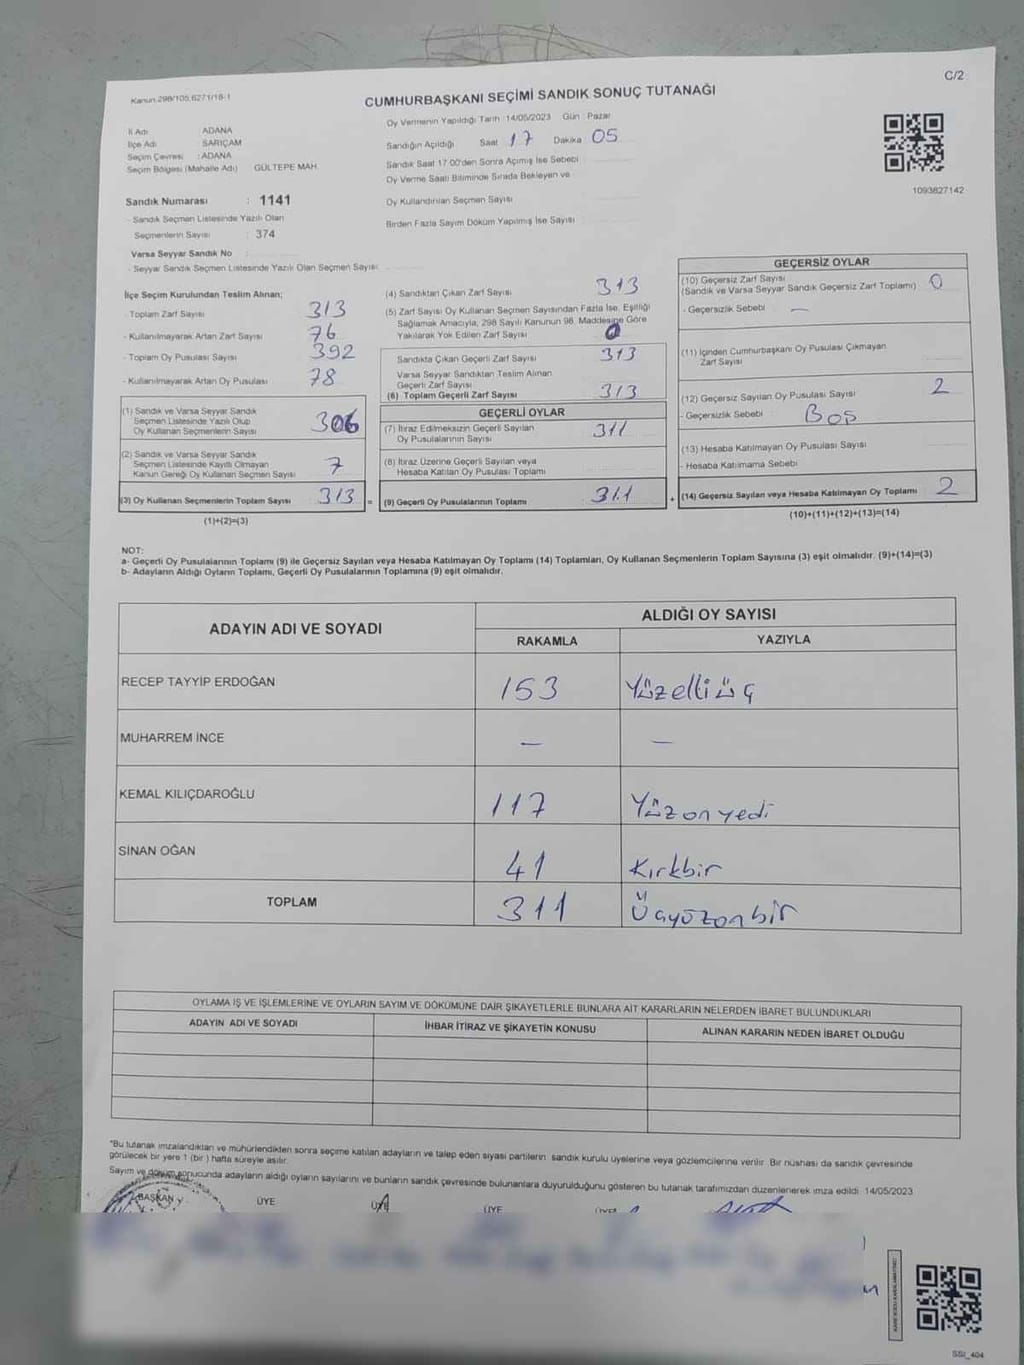 C/2
Kanun 298/105,6271/18-1
CUMHURBAŞKANI SEÇİMİ SANDIK SONUÇ TUTANAĞI
İl Adı ADANA
İlçe Adı SARIÇAM
Seçim Çevresi : ADANA
Seçim Bölgesi (Mahalle Adı) GÜLTEPE MAH.
Sandık Numarası : 1141
- Sandık Seçmen Listesinde Yazılı Olan
Seçmenlerin Sayısı : 374
Varsa Seyyar Sandık No
- Seyyar Sandık Seçmen Listesinde Yazılı Olan Seçmen Sayısı
Oy Vermenin Yapıldığı Tarih :14/05/2023 Gün : Pazar
Sandığın Açıldığı Saat 17 Dakika 05
Sandık Saat 17:00'den Sonra Açılmış İse Sebebi
Oy Verme Saati Bitiminde Sırada Bekleyen ve
Oy Kullandırılan Seçmen Sayısı
Birden Fazla Sayım Döküm Yapılmış İse Sayısı
1093827142
İlçe Seçim Kurulundan Teslim Alınan;
- Toplam Zarf Sayısı 313
- Kullanılmayarak Artan Zarf Sayısı 76
- Toplam Oy Pusulası Sayısı 392
- Kullanılmayarak Artan Oy Pusulası 78
(1) Sandık ve Varsa Seyyar Sandık
Seçmen Listesinde Yazılı Olup
Oy Kullanan Seçmenlerin Sayısı 306
(2) Sandık ve Varsa Seyyar Sandık
Seçmen Listesinde Kayıtlı Olmayan
Kanun Gereği Oy Kullanan Seçmen Sayısı 7
(3) Oy Kullanan Seçmenlerin Toplam Sayısı 313 =
(1)+(2)=(3)
(4) Sandıktan Çıkan Zarf Sayısı 313
(5) Zarf Sayısı Oy Kullanan Seçmen Sayısından Fazla İse, Eşitliği
Sağlamak Amacıyla, 298 Sayılı Kanunun 98. Maddesine Göre
Yakılarak Yok Edilen Zarf Sayısı 0
Sandıkta Çıkan Geçerli Zarf Sayısı 313
Varsa Seyyar Sandıktan Teslim Alınan
Geçerli Zarf Sayısı
(6) Toplam Geçerli Zarf Sayısı 313
GEÇERLİ OYLAR
(7) İtiraz Edilmeksizin Geçerli Sayılan
Oy Pusulalarının Sayısı 311
(8) İtiraz Üzerine Geçerli Sayılan veya
Hesaba Katılan Oy Pusulası Toplamı
(9) Geçerli Oy Pusulalarının Toplamı 311 +
GEÇERSİZ OYLAR
(10) Geçersiz Zarf Sayısı
(Sandık ve Varsa Seyyar Sandık Geçersiz Zarf Toplamı) 0
- Geçersizlik Sebebi —
(11) İçinden Cumhurbaşkanı Oy Pusulası Çıkmayan
Zarf Sayısı
(12) Geçersiz Sayılan Oy Pusulası Sayısı 2
- Geçersizlik Sebebi : Boş
(13) Hesaba Katılmayan Oy Pusulası Sayısı
- Hesaba Katılmama Sebebi
(14) Geçersiz Sayılan veya Hesaba Katılmayan Oy Toplamı 2
(10)+(11)+(12)+(13)=(14)
NOT:
a- Geçerli Oy Pusulalarının Toplamı (9) ile Geçersiz Sayılan veya Hesaba Katılmayan Oy Toplamı (14) Toplamları, Oy Kullanan Seçmenlerin Toplam Sayısına (3) eşit olmalıdır. (9)+(14)=(3)
b- Adayların Aldığı Oyların Toplamı, Geçerli Oy Pusulalarının Toplamına (9) eşit olmalıdır.
ADAYIN ADI VE SOYADI
ALDIĞI OY SAYISI
RAKAMLA YAZIYLA
RECEP TAYYİP ERDOĞAN 153 Yüzelliüç
MUHARREM İNCE — —
KEMAL KILIÇDAROĞLU 117 Yüzonyedi
SİNAN OĞAN 41 Kırkbir
TOPLAM 311 Üçyüzonbir
OYLAMA İŞ VE İŞLEMLERİNE VE OYLARIN SAYIM VE DÖKÜMÜNE DAİR ŞİKAYETLERLE BUNLARA AİT KARARLARIN NELERDEN İBARET BULUNDUKLARI
ADAYIN ADI VE SOYADI İHBAR İTİRAZ VE ŞİKAYETİN KONUSU ALINAN KARARIN NEDEN İBARET OLDUĞU
*Bu tutanak imzalandıktan ve mühürlendikten sonra seçime katılan adayların ve talep eden siyasi partilerin sandık kurulu üyelerine veya gözlemcilerine verilir. Bir nüshası da sandık çevresinde
görülecek bir yere 1 (bir ) hafta süreyle asılır.
Sayım ve döküm sonucunda adayların aldığı oyların sayılarını ve bunların sandık çevresinde bulunanlara duyurulduğunu gösteren bu tutanak tarafımızdan düzenlenerek imza edildi. 14/05/2023
BAŞKAN ÜYE ÜYE ÜYE ÜYE
SSI_404